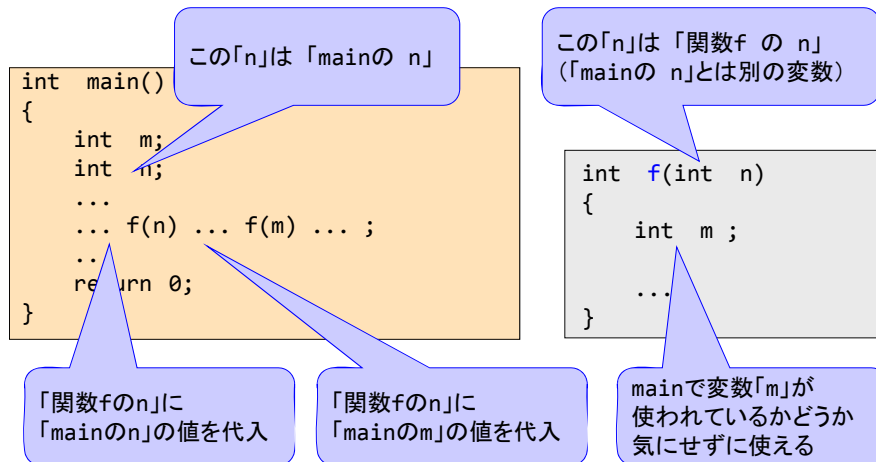 この「n」は 「mainの n」
int main()
{
int m;
int n;
...
... f(n) ... f(m) ... ;
..
return 0;
}
「関数fのn」に
「mainのn」の値を代入
「関数fのn」に
「mainのm」の値を代入
この「n」は 「関数f の n」
(「mainの n」とは別の変数)
int f(int n)
{
int m ;
...
}
mainで変数「m」が
使われているかどうか
気にせずに使える